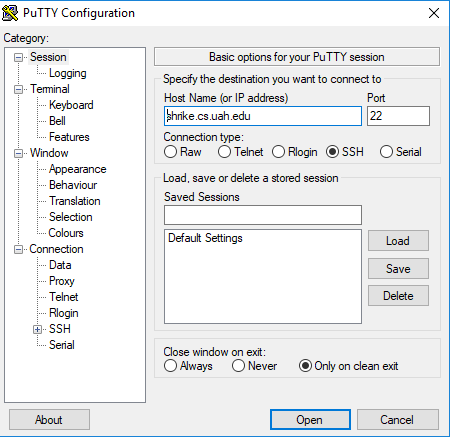 PuTTY Configuration
Category:
Session
Logging
Terminal
Keyboard
Bell
Features
Window
Appearance
Behaviour
Translation
Selection
Colours
Connection
Data
Proxy
Telnet
Rlogin
SSH
Serial
Basic options for your PuTTY session
Specify the destination you want to connect to
Host Name (or IP address) Port
shrike.cs.uah.edu 22
Connection type:
Raw Telnet Rlogin SSH Serial
Load, save or delete a stored session
Saved Sessions
Default Settings
Load
Save
Delete
Close window on exit:
Always Never Only on clean exit
About Open Cancel